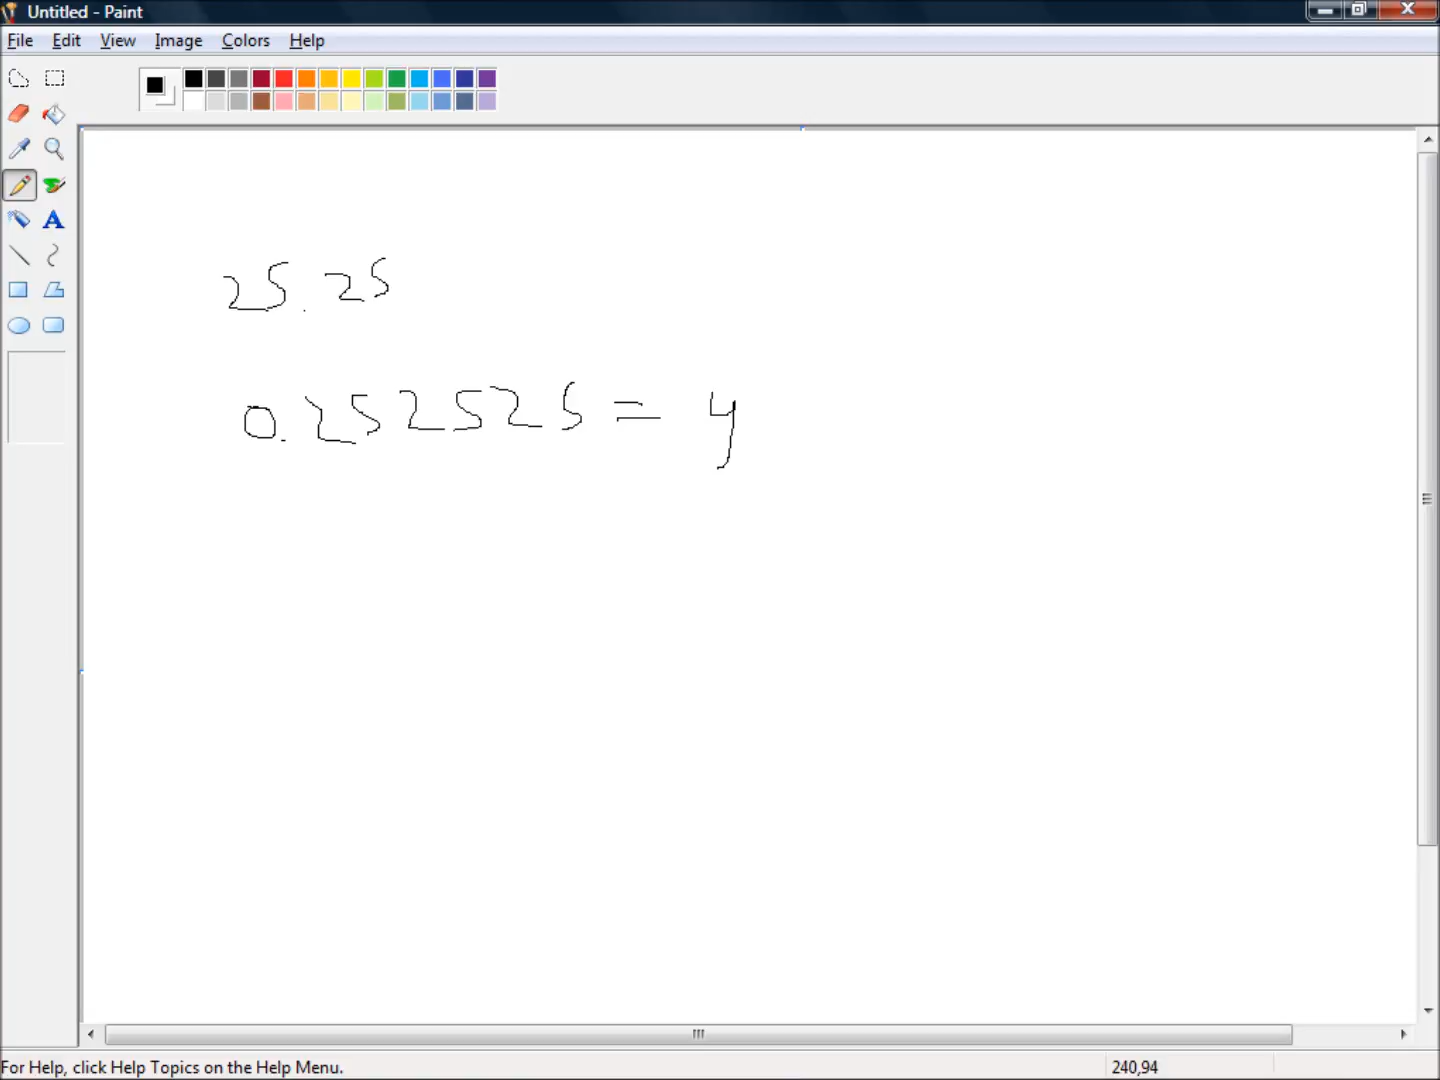 Untitled - Paint
File Edit View Image Colors Help
25.25
0.252525 = y
For Help, click Help Topics on the Help Menu.
240,94